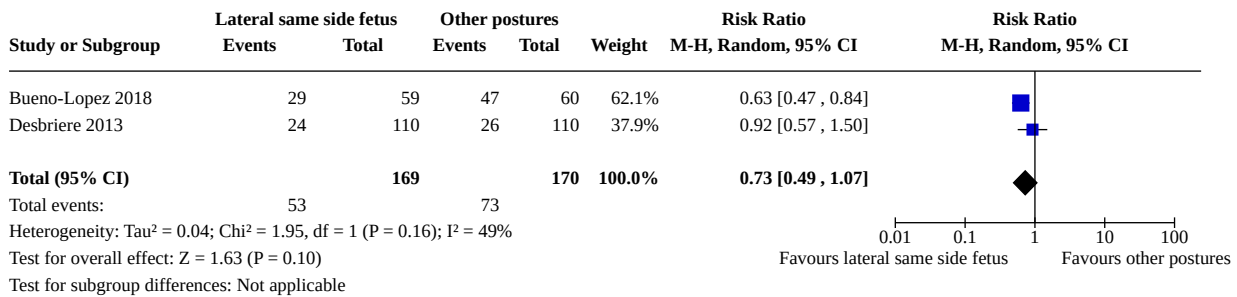 Lateral same side fetus Other postures Risk Ratio Risk Ratio
Study or Subgroup Events Total Events Total Weight M-H, Random, 95% CI M-H, Random, 95% CI
Bueno-Lopez 2018 29 59 47 60 62.1% 0.63 [0.47 , 0.84]
Desbriere 2013 24 110 26 110 37.9% 0.92 [0.57 , 1.50]
Total (95% CI) 169 170 100.0% 0.73 [0.49 , 1.07]
Total events: 53 73
Heterogeneity: Tau² = 0.04; Chi² = 1.95, df = 1 (P = 0.16); I² = 49%
0.01 0.1 1 10 100
Test for overall effect: Z = 1.63 (P = 0.10) Favours lateral same side fetus Favours other postures
Test for subgroup differences: Not applicable